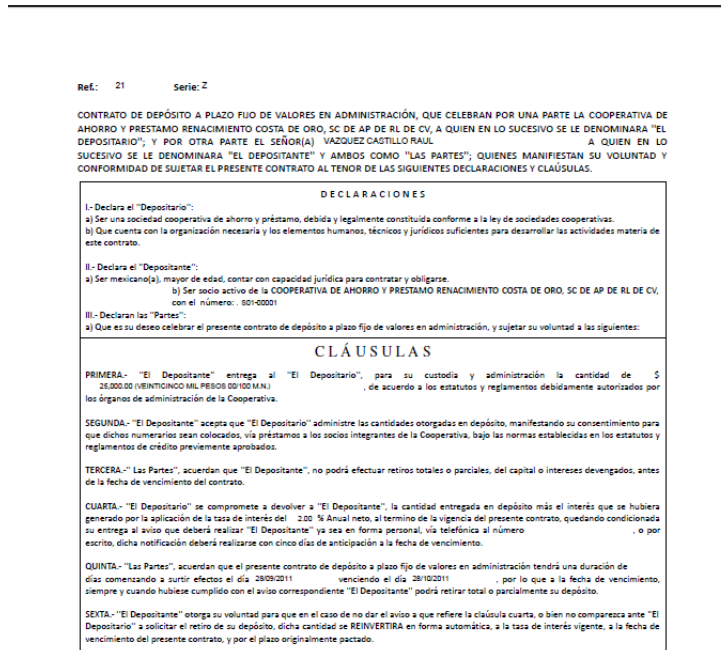 Ref.: 21 Serie: Z
CONTRATO DE DEPÓSITO A PLAZO FIJO DE VALORES EN ADMINISTRACIÓN, QUE CELEBRAN POR UNA PARTE LA COOPERATIVA DE
AHORRO Y PRESTAMO RENACIMIENTO COSTA DE ORO, SC DE AP DE RL DE CV, A QUIEN EN LO SUCESIVO SE LE DENOMINARA "EL
DEPOSITARIO"; Y POR OTRA PARTE EL SEÑOR(A) VAZQUEZ CASTILLO RAUL A QUIEN EN LO
SUCESIVO SE LE DENOMINARA "EL DEPOSITANTE" Y AMBOS COMO "LAS PARTES"; QUIENES MANIFIESTAN SU VOLUNTAD Y
CONFORMIDAD DE SUJETAR EL PRESENTE CONTRATO AL TENOR DE LAS SIGUIENTES DECLARACIONES Y CLAÚSULAS.
DECLARACIONES
I.- Declara el "Depositario":
a) Ser una sociedad cooperativa de ahorro y préstamo, debida y legalmente constituida conforme a la ley de sociedades cooperativas.
b) Que cuenta con la organización necesaria y los elementos humanos, técnicos y jurídicos suficientes para desarrollar las actividades materia de
este contrato.
II.- Declara el "Depositante":
a) Ser mexicano(a), mayor de edad, contar con capacidad jurídica para contratar y obligarse.
b) Ser socio activo de la COOPERATIVA DE AHORRO Y PRESTAMO RENACIMIENTO COSTA DE ORO, SC DE AP DE RL DE CV,
con el número: . S01-00001
III.- Declaran las "Partes":
a) Que es su deseo celebrar el presente contrato de depósito a plazo fijo de valores en administración, y sujetar su voluntad a las siguientes:
CLÁUSULAS
PRIMERA.- "El Depositante" entrega al "El Depositario", para su custodia y administración la cantidad de $
25,000.00 (VEINTICINCO MIL PESOS 00/100 M.N.) , de acuerdo a los estatutos y reglamentos debidamente autorizados por
los órganos de administración de la Cooperativa.
SEGUNDA.- "El Depositante" acepta que "El Depositario" administre las cantidades otorgadas en depósito, manifestando su consentimiento para
que dichos numerarios sean colocados, vía préstamos a los socios integrantes de la Cooperativa, bajo las normas establecidas en los estatutos y
reglamentos de crédito previamente aprobados.
TERCERA.-" Las Partes", acuerdan que "El Depositante", no podrá efectuar retiros totales o parciales, del capital o intereses devengados, antes
de la fecha de vencimiento del contrato.
CUARTA.- "El Depositario" se compromete a devolver a "El Depositante", la cantidad entregada en depósito más el interés que se hubiera
generado por la aplicación de la tasa de interés del 2.00 % Anual neto, al termino de la vigencia del presente contrato, quedando condicionada
su entrega al aviso que deberá realizar "El Depositante" ya sea en forma personal, vía telefónica al número , o por
escrito, dicha notificación deberá realizarse con cinco días de anticipación a la fecha de vencimiento.
QUINTA.- "Las Partes", acuerdan que el presente contrato de depósito a plazo fijo de valores en administración tendrá una duración de
días comenzando a surtir efectos el día 28/09/2011 venciendo el día 28/10/2011 , por lo que a la fecha de vencimiento,
siempre y cuando hubiese cumplido con el aviso correspondiente "El Depositante" podrá retirar total o parcialmente su depósito.
SEXTA.- "El Depositante" otorga su voluntad para que en el caso de no dar el aviso a que refiere la cláusula cuarta, o bien no comparezca ante "El
Depositario" a solicitar el retiro de su depósito, dicha cantidad se REINVERTIRA en forma automática, a la tasa de interés vigente, a la fecha de
vencimiento del presente contrato, y por el plazo originalmente pactado.